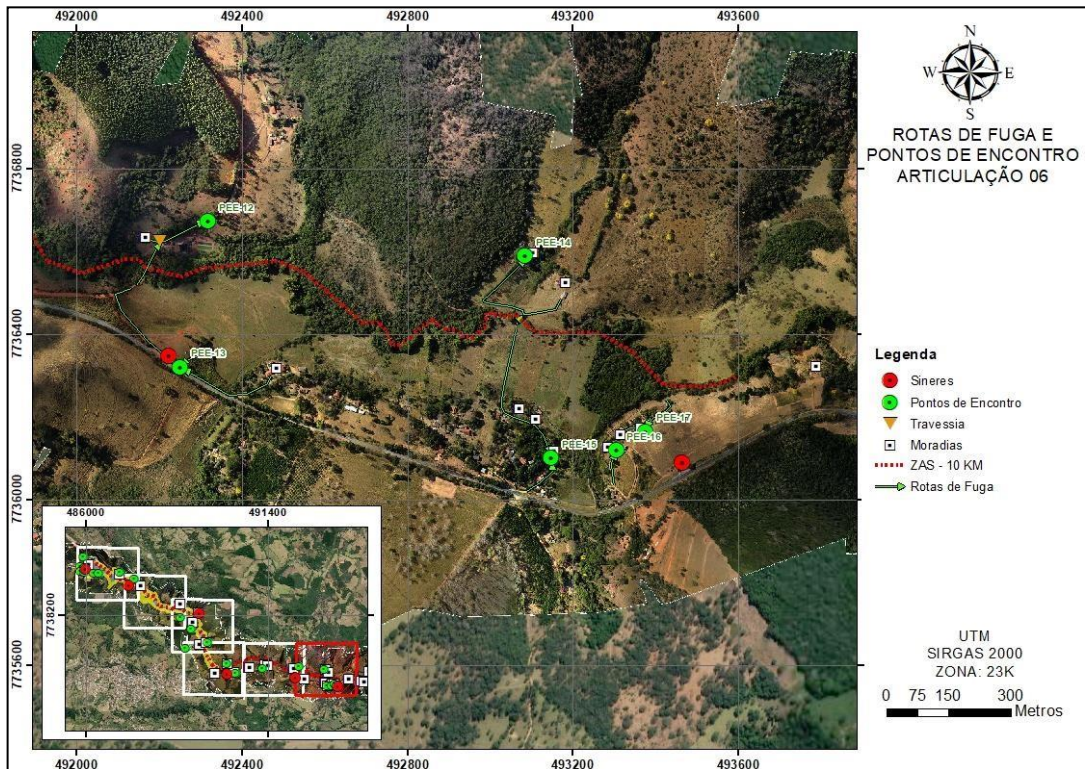 492000 492400 492800 493200 493600
N
W E
S
ROTAS DE FUGA E
PONTOS DE ENCONTRO
ARTICULAÇÃO 06
7736800
7736400
7736000
PEE-12
PEE-14
PEE-13
PEE-17
PEE-16
PEE-15
Legenda
Sineres
Pontos de Encontro
Travessia
Moradias
ZAS - 10 KM
Rotas de Fuga
486000 491400
7738200
7735600
UTM
SIRGAS 2000
ZONA: 23K
0 75 150 300
Metros
492000 492400 492800 493200 493600